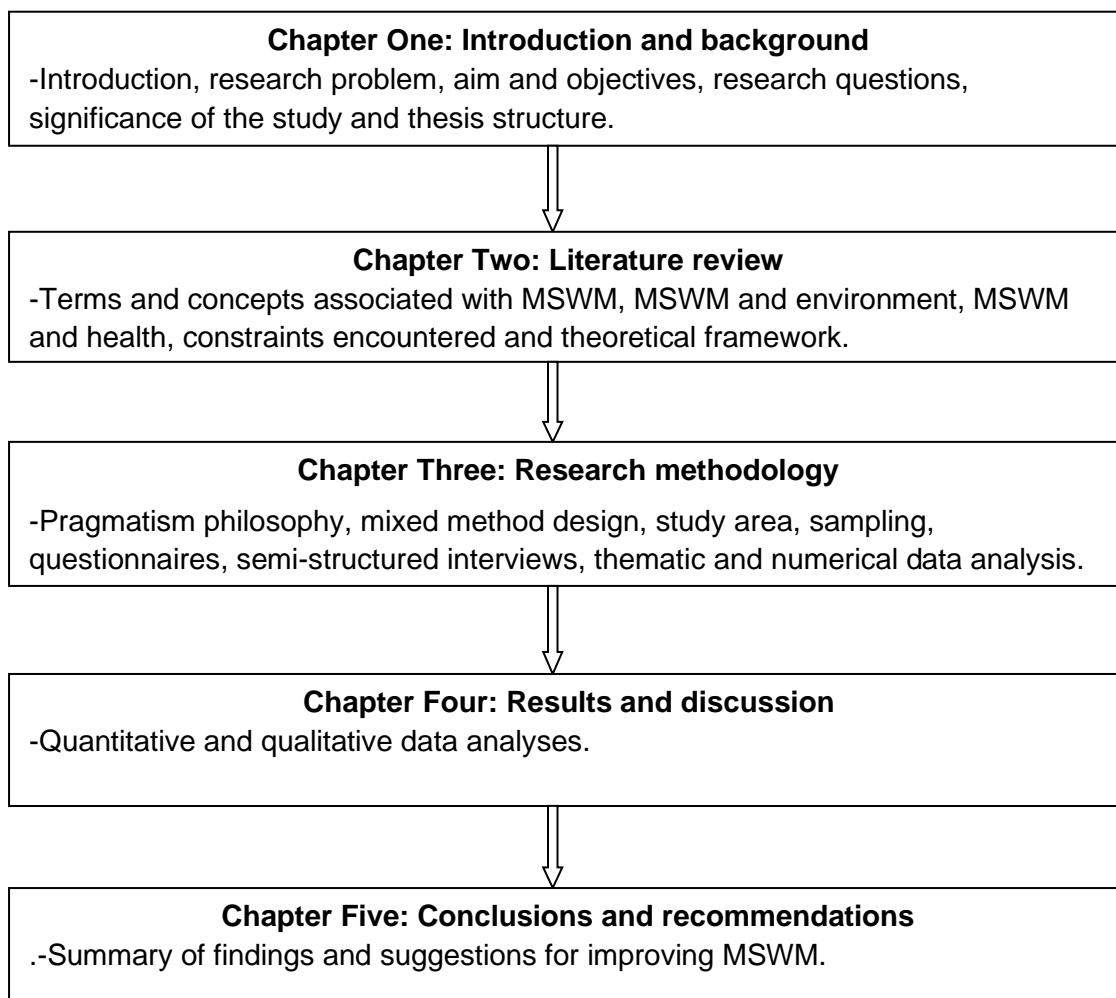 Chapter One: Introduction and background
-Introduction, research problem, aim and objectives, research questions,
significance of the study and thesis structure.
Chapter Two: Literature review
-Terms and concepts associated with MSWM, MSWM and environment, MSWM
and health, constraints encountered and theoretical framework.
Chapter Three: Research methodology
-Pragmatism philosophy, mixed method design, study area, sampling,
questionnaires, semi-structured interviews, thematic and numerical data analysis.
Chapter Four: Results and discussion
-Quantitative and qualitative data analyses.
Chapter Five: Conclusions and recommendations
.-Summary of findings and suggestions for improving MSWM.